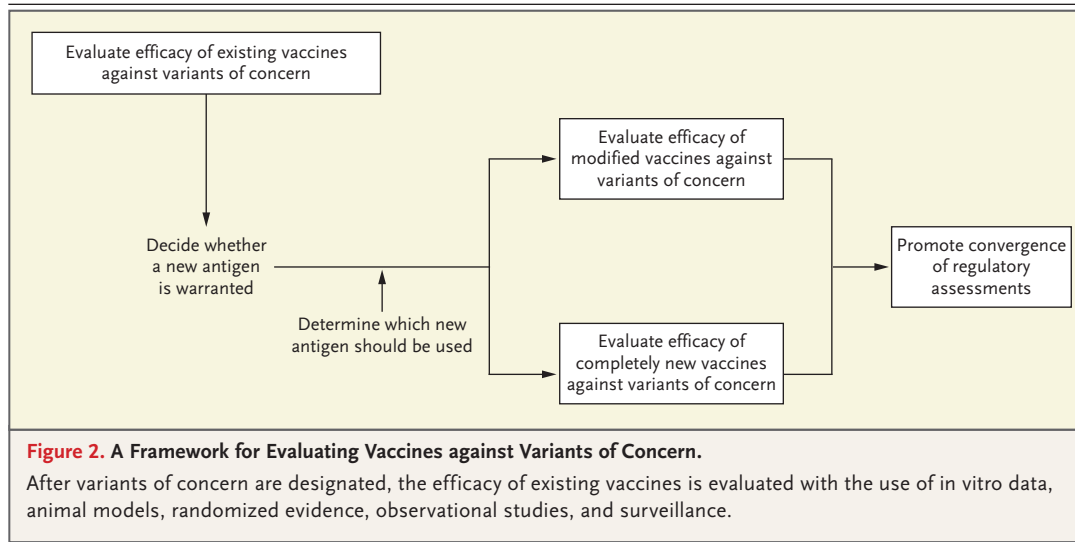 Evaluate efficacy of existing vaccines
against variants of concern
Decide whether
a new antigen
is warranted
Determine which new
antigen should be used
Evaluate efficacy of
modified vaccines against
variants of concern
Evaluate efficacy of
completely new vaccines
against variants of concern
Promote convergence
of regulatory
assessments
Figure 2. A Framework for Evaluating Vaccines against Variants of Concern.
After variants of concern are designated, the efficacy of existing vaccines is evaluated with the use of in vitro data,
animal models, randomized evidence, observational studies, and surveillance.